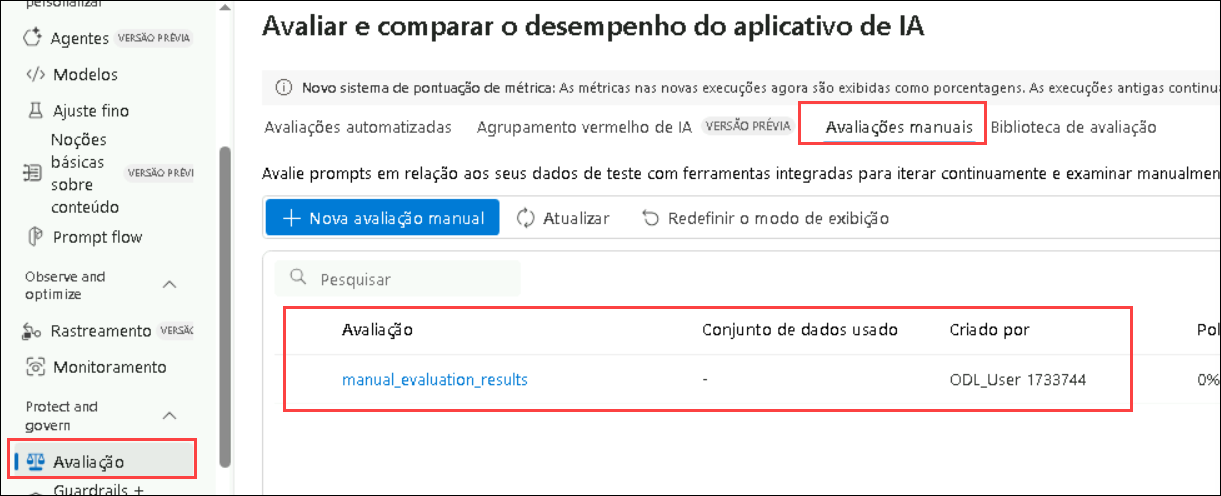 personalizar
Agentes VERSÃO PRÉVIA
Modelos
Ajuste fino
Noções
básicas
sobre
conteúdo
VERSÃO PRÉVI
Prompt flow
Observe and
optimize
Rastreamento VERSÃO
Monitoramento
Protect and
govern
Avaliação
Guardrails +
Avaliar e comparar o desempenho do aplicativo de IA
Novo sistema de pontuação de métrica: As métricas nas novas execuções agora são exibidas como porcentagens. As execuções antigas continua
Avaliações automatizadas Agrupamento vermelho de IA VERSÃO PRÉVIA Avaliações manuais Biblioteca de avaliação
Avalie prompts em relação aos seus dados de teste com ferramentas integradas para iterar continuamente e examinar manualmen
Nova avaliação manual Atualizar Redefinir o modo de exibição
Pesquisar
Avaliação Conjunto de dados usado Criado por Pol
manual_evaluation_results - ODL_User 1733744 0%